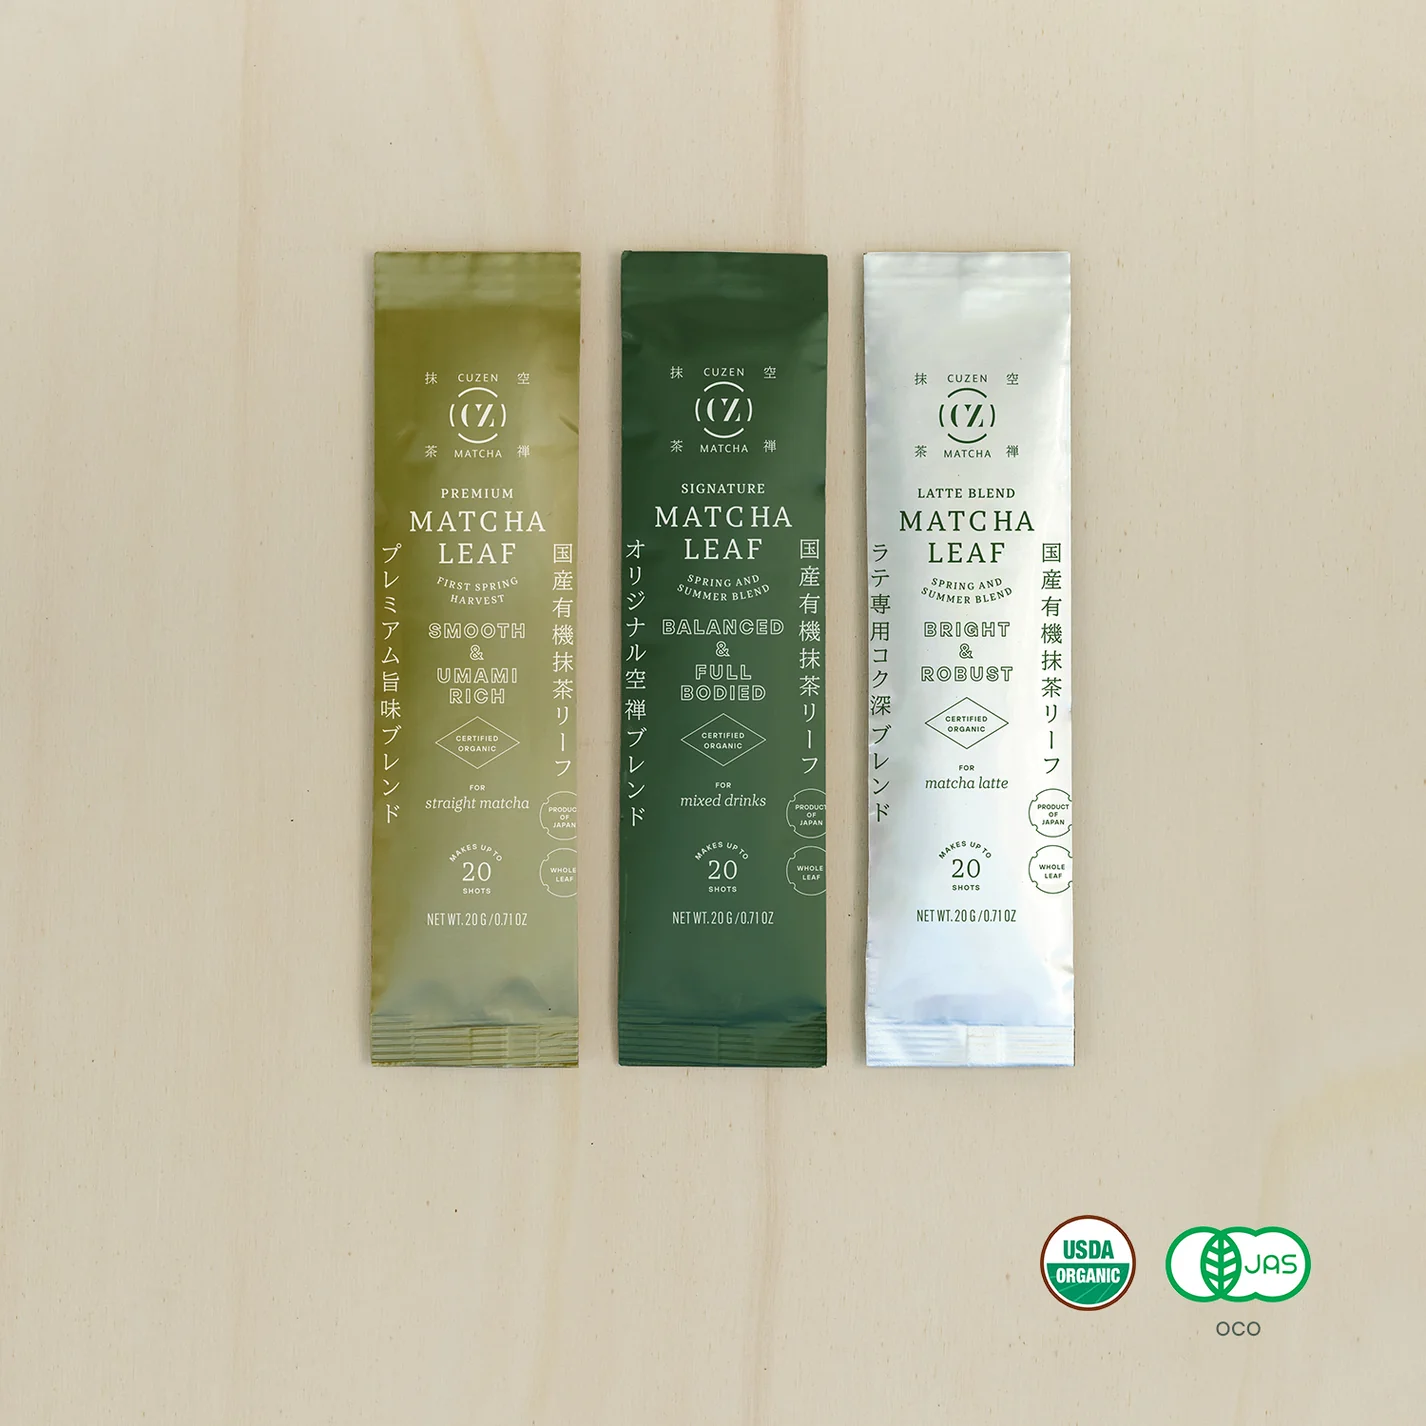 抹 CUZEN 空
CZ
茶 MATCHA 禅
PREMIUM
MATCHA
LEAF
FIRST SPRING
HARVEST
SMOOTH
&
UMAMI
RICH
CERTIFIED
ORGANIC
FOR
straight matcha
MAKES UP TO
20
SHOTS
NET WT. 20 G / 0.71 OZ
国産有機抹茶リーフ
プレミアム旨味ブレンド
PRODUC
OF
JAPAN
WHOLE
LEAF
抹 CUZEN 空
CZ
茶 MATCHA 禅
SIGNATURE
MATCHA
LEAF
SPRING AND
SUMMER BLEND
BALANCED
&
FULL
BODIED
CERTIFIED
ORGANIC
FOR
mixed drinks
MAKES UP TO
20
SHOTS
NET WT. 20 G / 0.71 OZ
国産有機抹茶リーフ
オリジナル空禅ブレンド
PRODUCT
OF
JAPAN
WHOLE
LEAF
抹 CUZEN 空
CZ
茶 MATCHA 禅
LATTE BLEND
MATCHA
LEAF
SPRING AND
SUMMER BLEND
BRIGHT
&
ROBUST
CERTIFIED
ORGANIC
FOR
matcha latte
MAKES UP TO
20
SHOTS
NET WT. 20 G / 0.71 OZ
国産有機抹茶リーフ
ラテ専用コク深ブレンド
PRODUCT
OF
JAPAN
WHOLE
LEAF
USDA
ORGANIC
JAS
OCO